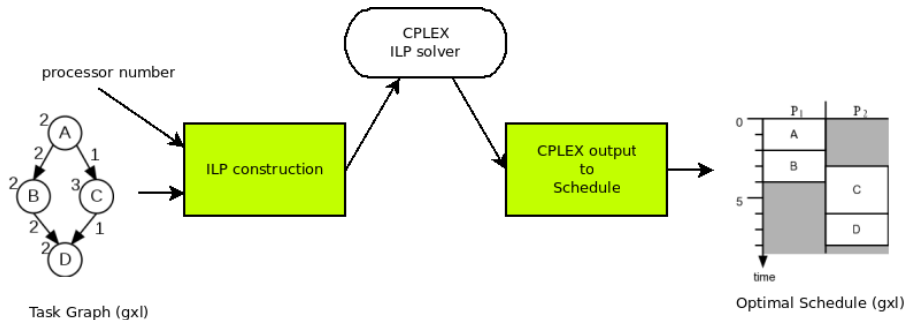 CPLEX
ILP solver
processor number
2
A
2
1
2
B
3
C
2
1
2
D
Task Graph (gxl)
ILP construction
CPLEX output
to
Schedule
P1
P2
0
A
B
5
C
D
time
Optimal Schedule (gxl)